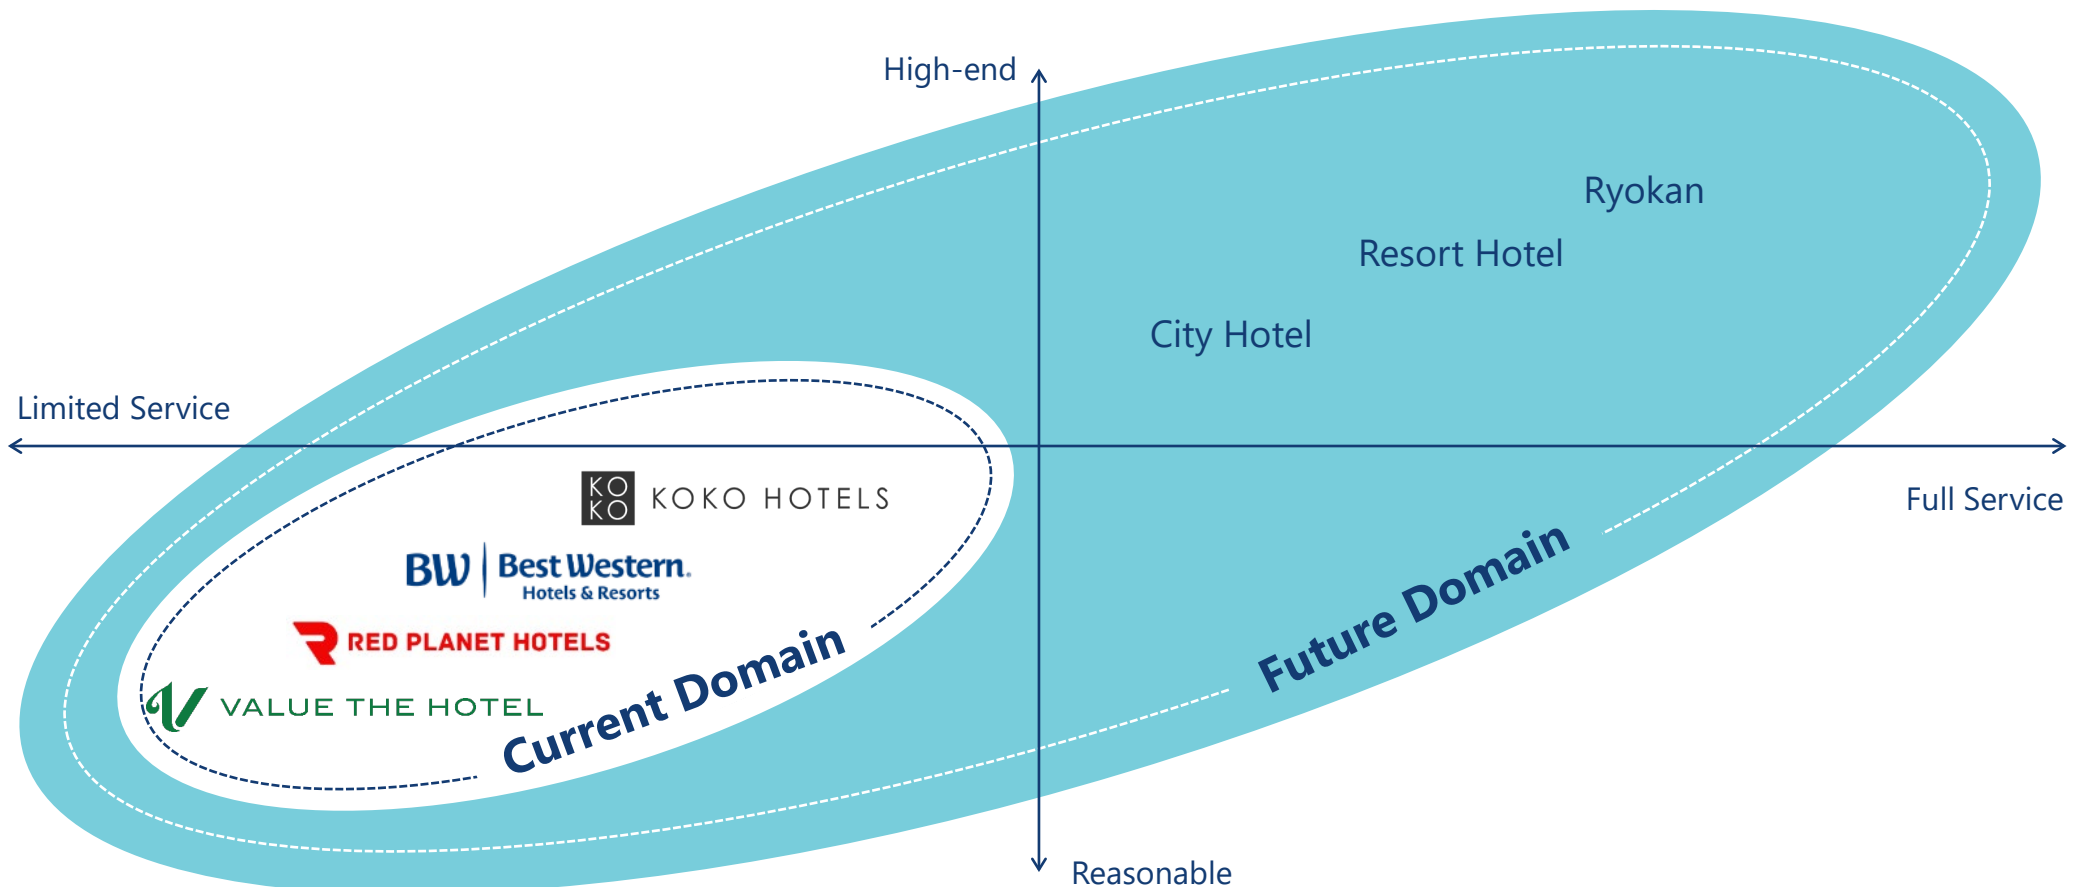 High-end
Ryokan
Resort Hotel
City Hotel
Limited Service
Full Service
KO
KO
KOKO HOTELS
BW
Best Western®
Hotels & Resorts
RED PLANET HOTELS
VALUE THE HOTEL
Current Domain
Future Domain
Reasonable